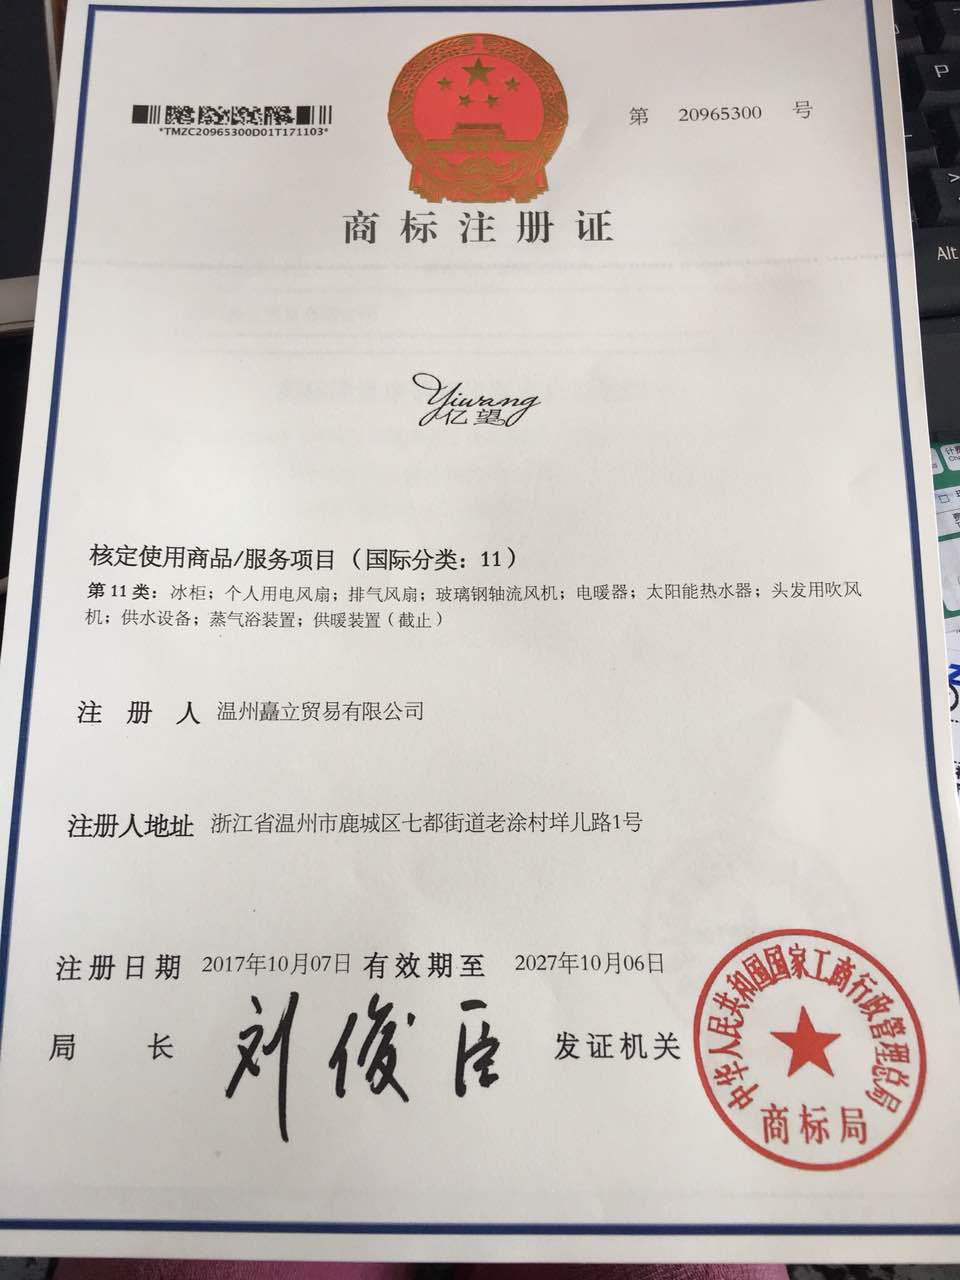 *TMZC20965300D01T171103*
第 20965300 号
商标注册证
Yiwang
亿望
核定使用商品/服务项目（国际分类：11）
第 11 类：冰柜；个人用电风扇；排气风扇；玻璃钢轴流风机；电暖器；太阳能热水器；头发用吹风
机；供水设备；蒸气浴装置；供暖装置（截止）
注册人 温州矗立贸易有限公司
注册人地址 浙江省温州市鹿城区七都街道老涂村垟儿路1号
注册日期 2017年10月07日 有效期至 2027年10月06日
局长 刘俊臣 发证机关
中华人民共和国国家工商行政管理总局
商标局
P
Alt